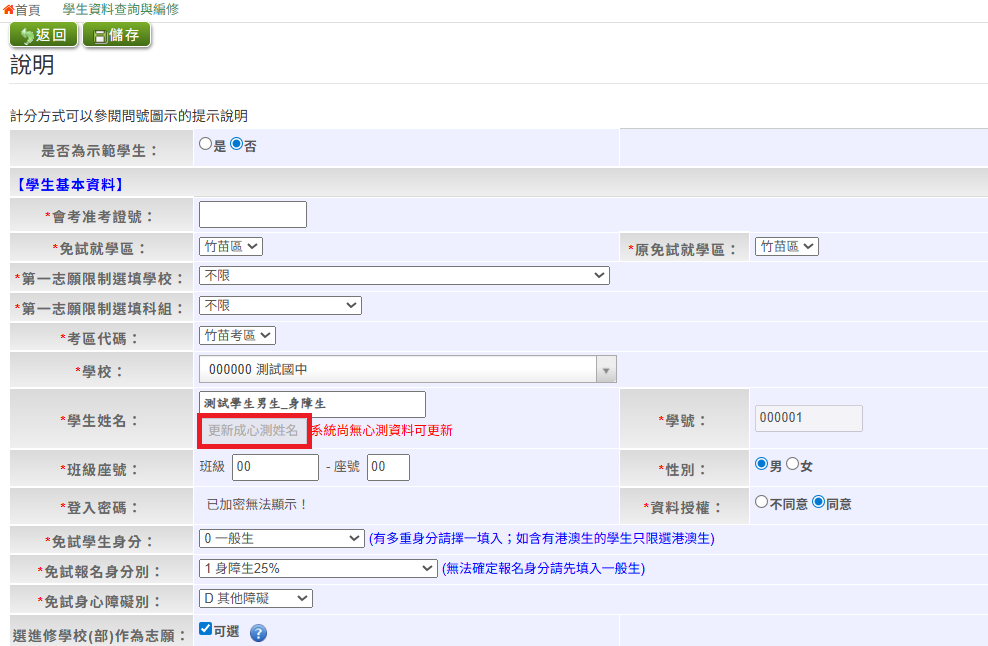 首頁 學生資料查詢與編修
返回 儲存
說明
計分方式可以參閱問號圖示的提示說明
是否為示範學生： 是 否
【學生基本資料】
*會考准考證號：
*免試就學區： 竹苗區 *原免試就學區： 竹苗區
*第一志願限制選填學校： 不限
*第一志願限制選填科組： 不限
*考區代碼： 竹苗考區
*學校： 000000 測試國中
測試學生男生_身障生
*學生姓名： *學號： 000001
更新成心測姓名 系統尚無心測資料可更新
*班級座號： 班級 00 - 座號 00 *性別： 男 女
*登入密碼： 已加密無法顯示！ *資料授權： 不同意 同意
*免試學生身分： 0 一般生 (有多重身分請擇一填入；如含有港澳生的學生只限選港澳生)
*免試報名身分別： 1 身障生25% (無法確定報名身分請先填入一般生)
*免試身心障礙別： D 其他障礙
選進修學校(部)作為志願： 可選 ?